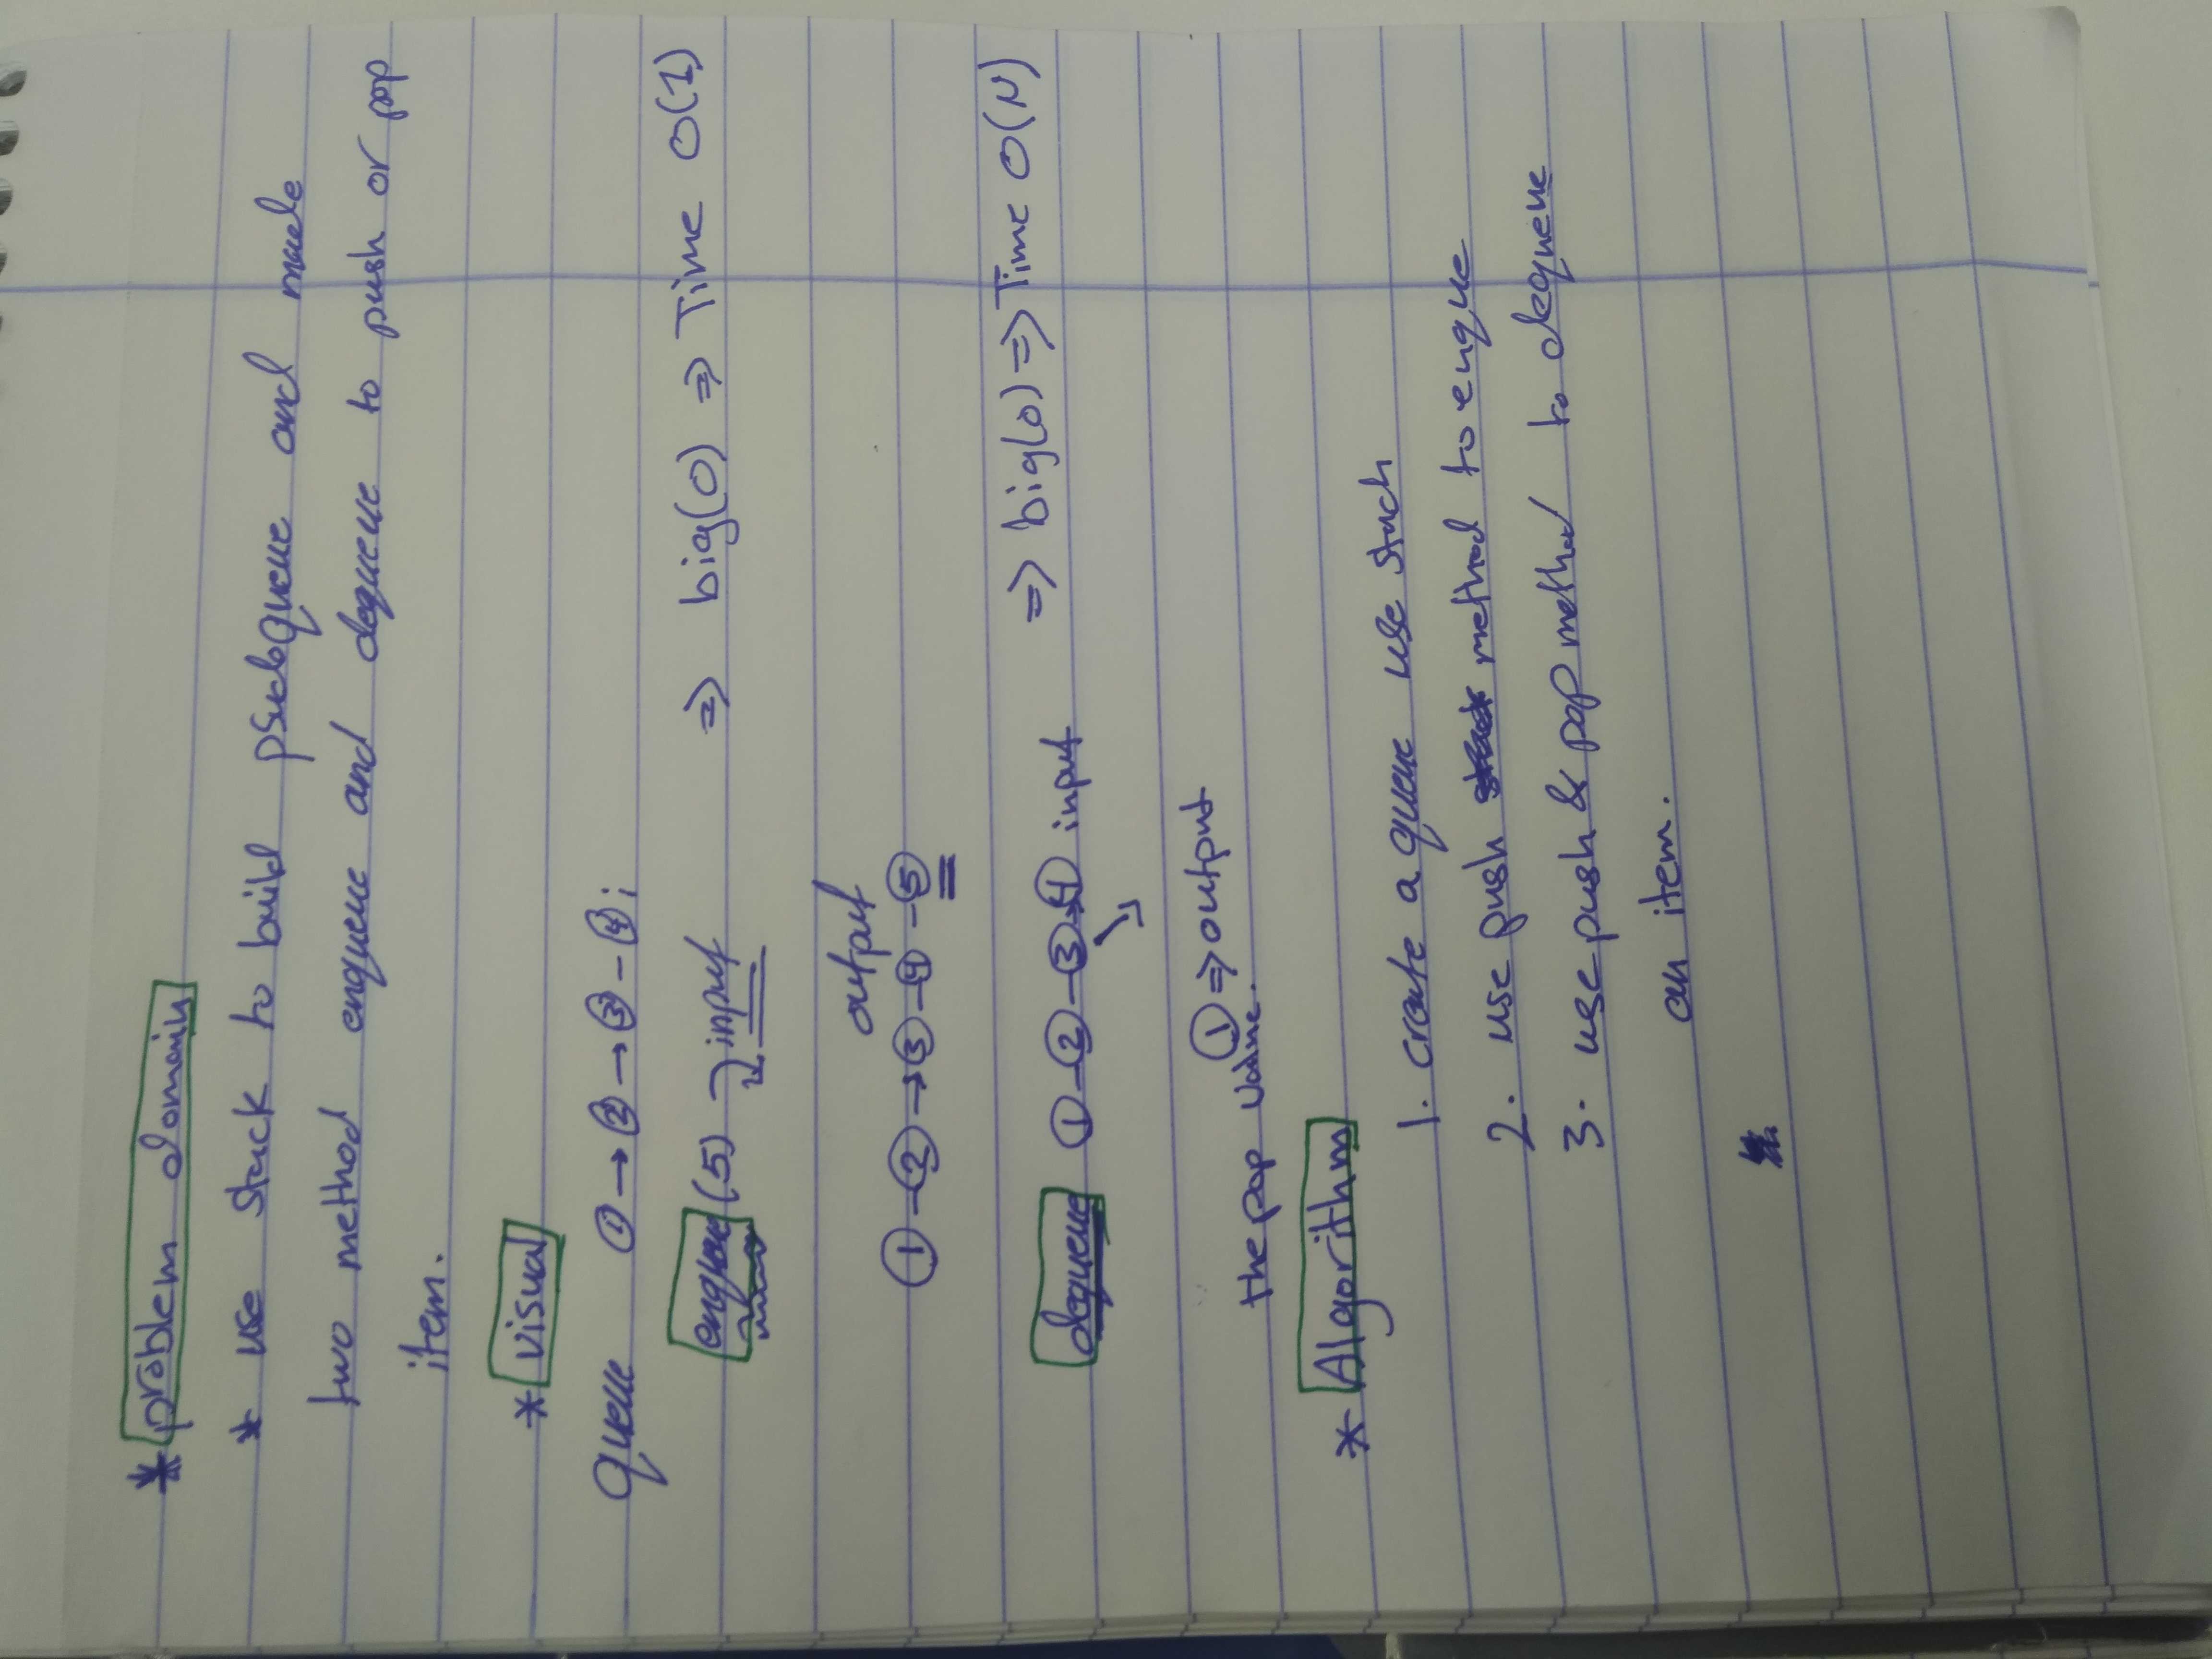 * problem domain
* use stack to build psudoqueue and made
two method enqueue and dequeue to push or pop
item.
* visual
queue ① → ② → ③ - ④ ;
enqueue (5) → input ⇒ big(O) ⇒ Time O(1)
output
① - ② → ③ - ④ - ⑤
dequeue ① - ② - ③ → ④ input ⇒ big(O) ⇒ Time O(N)
① ⇒ output
the pop value.
* Algorithm
1. create a queue use stack
2. use push method to enque
3. use push & pop method to dequeue
an item.